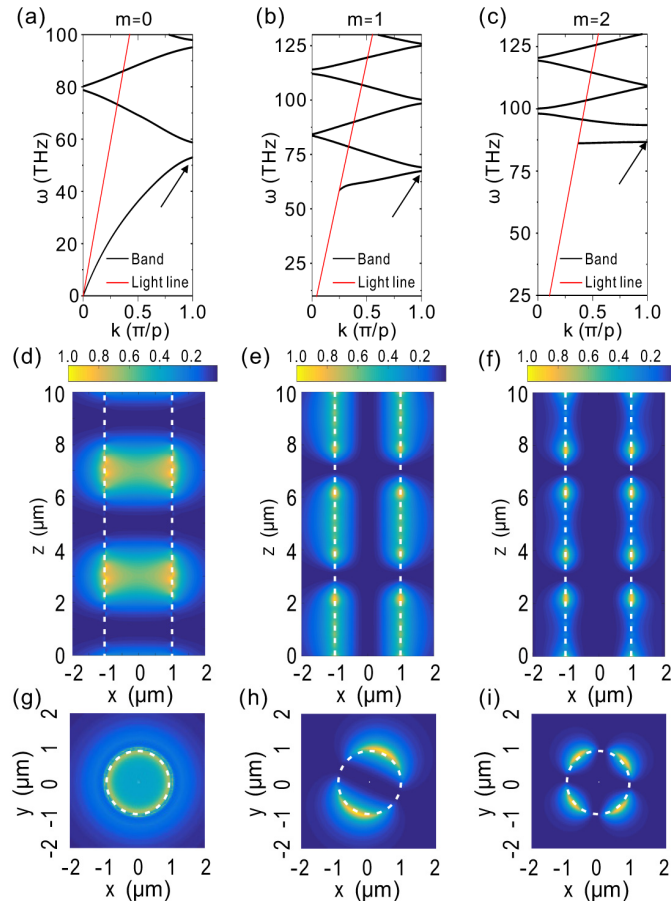 (a) m=0
100
80
60
40
20
0
ω (THz)
Band
Light line
0 0.5 1.0
k (π/p)
(b) m=1
125
100
75
50
25
ω (THz)
Band
Light line
0 0.5 1.0
k (π/p)
(c) m=2
125
100
75
50
25
ω (THz)
Band
Light line
0 0.5 1.0
k (π/p)
(d)
1.0 0.8 0.6 0.4 0.2
10
8
6
4
2
0
z (μm)
-2 -1 0 1 2
x (μm)
(e)
1.0 0.8 0.6 0.4 0.2
10
8
6
4
2
0
z (μm)
-2 -1 0 1 2
x (μm)
(f)
1.0 0.8 0.6 0.4 0.2
10
8
6
4
2
0
z (μm)
-2 -1 0 1 2
x (μm)
(g)
2
1
0
-1
-2
y (μm)
-2 -1 0 1 2
x (μm)
(h)
2
1
0
-1
-2
y (μm)
-2 -1 0 1 2
x (μm)
(i)
2
1
0
-1
-2
y (μm)
-2 -1 0 1 2
x (μm)